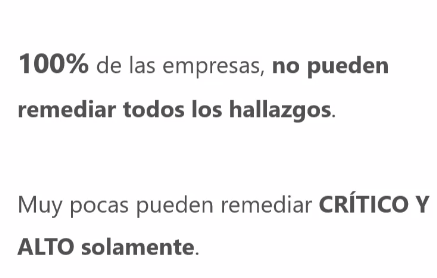 100% de las empresas, no pueden
remediar todos los hallazgos.
Muy pocas pueden remediar CRÍTICO Y
ALTO solamente.